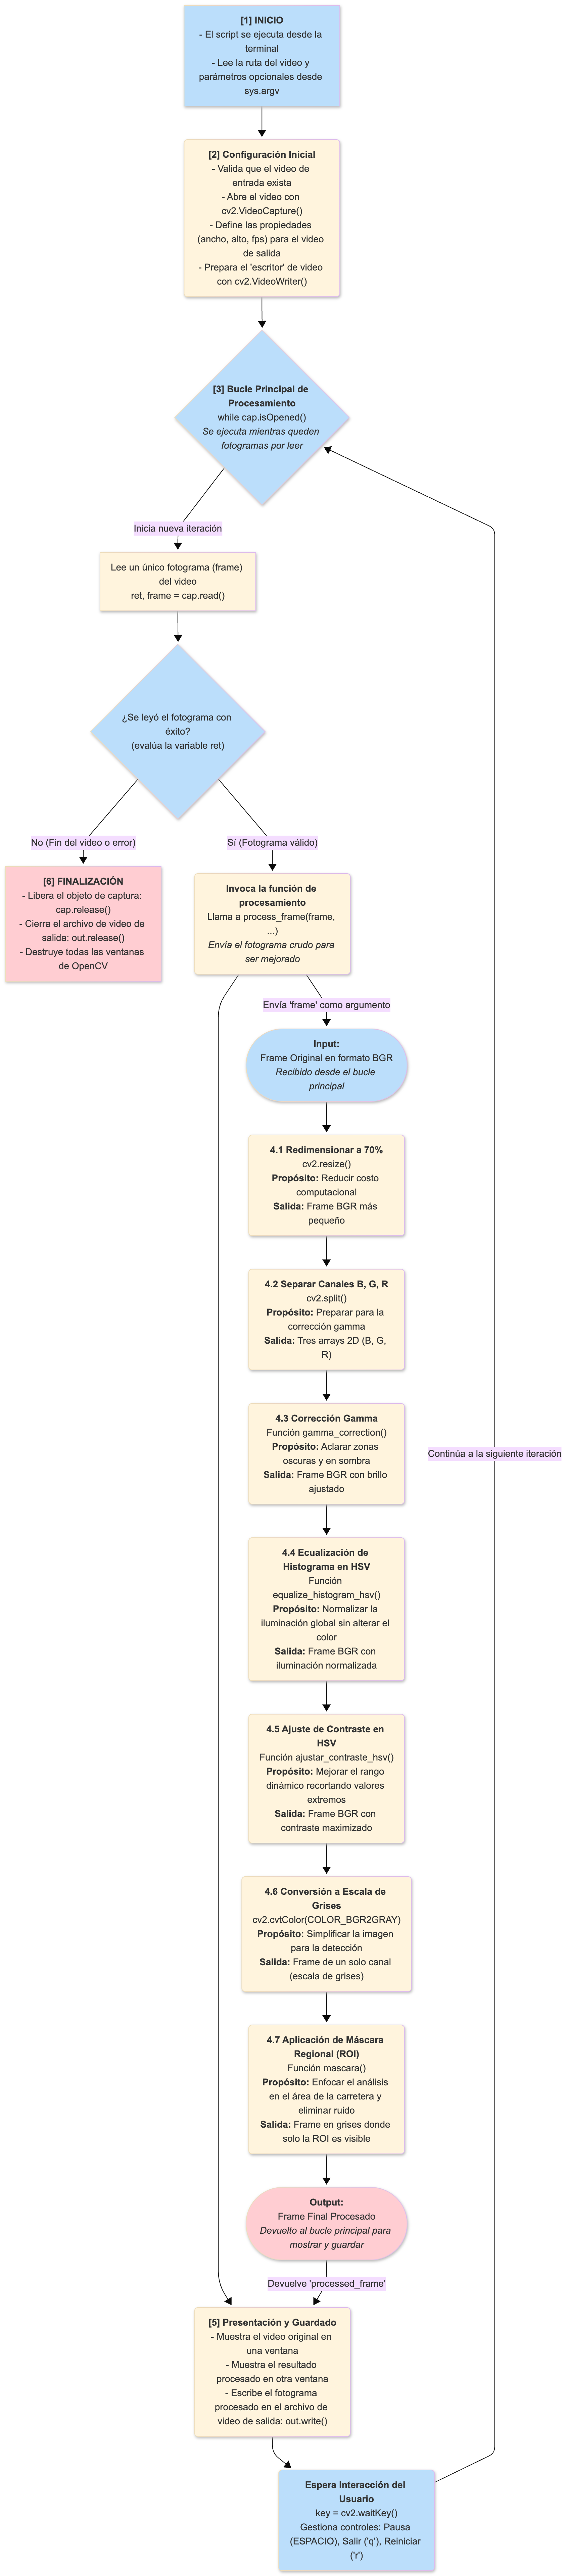 [1] INICIO
- El script se ejecuta desde la
terminal
- Lee la ruta del video y
parámetros opcionales desde
sys.argv
[2] Configuración Inicial
- Valida que el video de
entrada exista
- Abre el video con
cv2.VideoCapture()
- Define las propiedades
(ancho, alto, fps) para el video
de salida
- Prepara el 'escritor' de video
con cv2.VideoWriter()
[3] Bucle Principal de
Procesamiento
while cap.isOpened()
Se ejecuta mientras queden
fotogramas por leer
Inicia nueva iteración
Lee un único fotograma (frame)
del video
ret, frame = cap.read()
¿Se leyó el fotograma con
éxito?
(evalúa la variable ret)
No (Fin del video o error)
Sí (Fotograma válido)
[6] FINALIZACIÓN
- Libera el objeto de captura:
cap.release()
- Cierra el archivo de video de
salida: out.release()
- Destruye todas las ventanas
de OpenCV
Invoca la función de
procesamiento
Llama a process_frame(frame,
...)
Envía el fotograma crudo para
ser mejorado
Envía 'frame' como argumento
Input:
Frame Original en formato BGR
Recibido desde el bucle
principal
4.1 Redimensionar a 70%
cv2.resize()
Propósito: Reducir costo
computacional
Salida: Frame BGR más
pequeño
4.2 Separar Canales B, G, R
cv2.split()
Propósito: Preparar para la
corrección gamma
Salida: Tres arrays 2D (B, G,
R)
4.3 Corrección Gamma
Función gamma_correction()
Propósito: Aclarar zonas
oscuras y en sombra
Salida: Frame BGR con brillo
ajustado
Continúa a la siguiente iteración
4.4 Ecualización de
Histograma en HSV
Función
equalize_histogram_hsv()
Propósito: Normalizar la
iluminación global sin alterar el
color
Salida: Frame BGR con
iluminación normalizada
4.5 Ajuste de Contraste en
HSV
Función ajustar_contraste_hsv()
Propósito: Mejorar el rango
dinámico recortando valores
extremos
Salida: Frame BGR con
contraste maximizado
4.6 Conversión a Escala de
Grises
cv2.cvtColor(COLOR_BGR2GRAY)
Propósito: Simplificar la imagen
para la detección
Salida: Frame de un solo canal
(escala de grises)
4.7 Aplicación de Máscara
Regional (ROI)
Función mascara()
Propósito: Enfocar el análisis
en el área de la carretera y
eliminar ruido
Salida: Frame en grises donde
solo la ROI es visible
Output:
Frame Final Procesado
Devuelto al bucle principal para
mostrar y guardar
Devuelve 'processed_frame'
[5] Presentación y Guardado
- Muestra el video original en
una ventana
- Muestra el resultado
procesado en otra ventana
- Escribe el fotograma
procesado en el archivo de
video de salida: out.write()
Espera Interacción del
Usuario
key = cv2.waitKey()
Gestiona controles: Pausa
(ESPACIO), Salir ('q'), Reiniciar
('r')